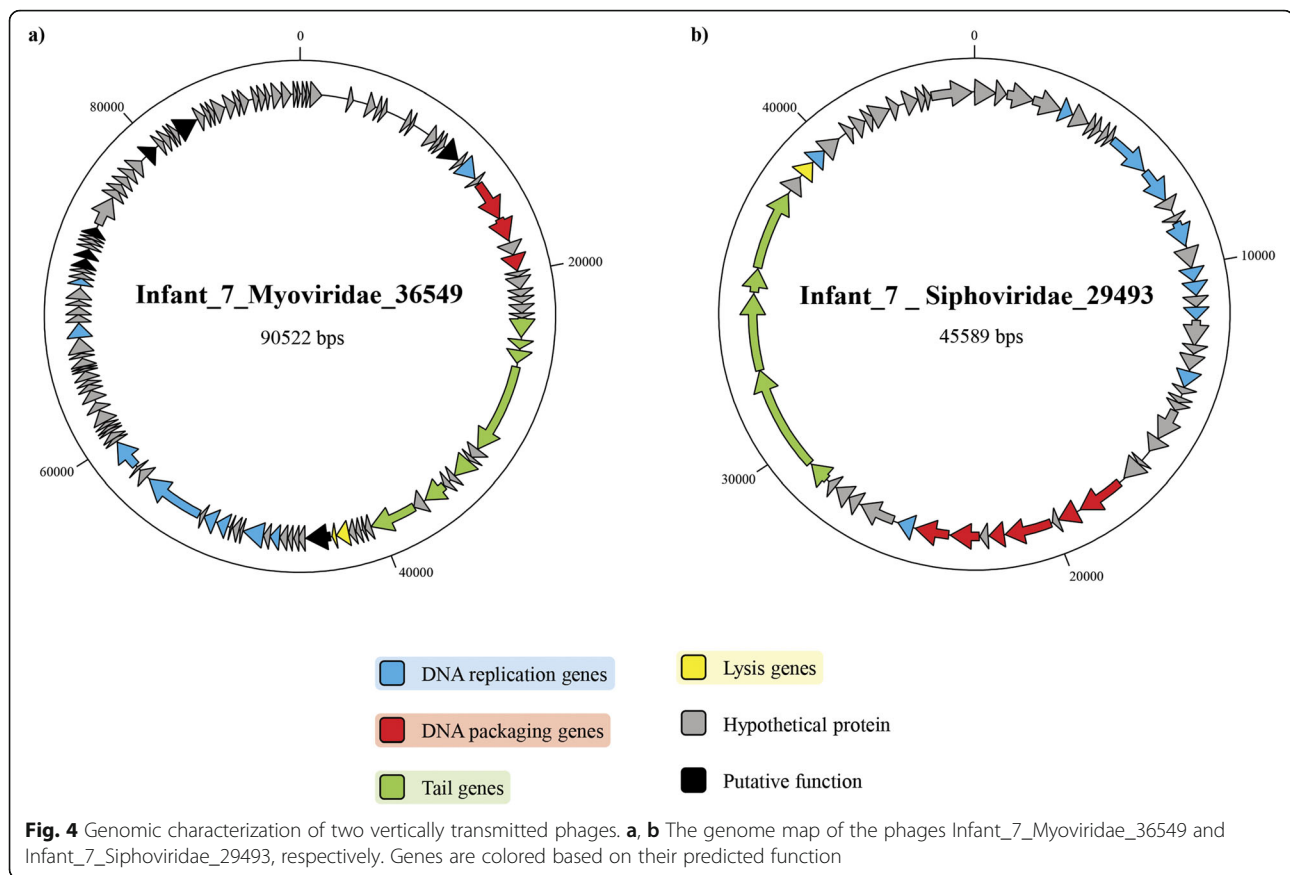 a)
0
80000
20000
Infant_7_Myoviridae_36549
90522 bps
60000
40000
b)
0
40000
10000
Infant_7 _ Siphoviridae_29493
45589 bps
30000
20000
DNA replication genes
Lysis genes
DNA packaging genes
Hypothetical protein
Tail genes
Putative function
Fig. 4 Genomic characterization of two vertically transmitted phages. a, b The genome map of the phages Infant_7_Myoviridae_36549 and
Infant_7_Siphoviridae_29493, respectively. Genes are colored based on their predicted function